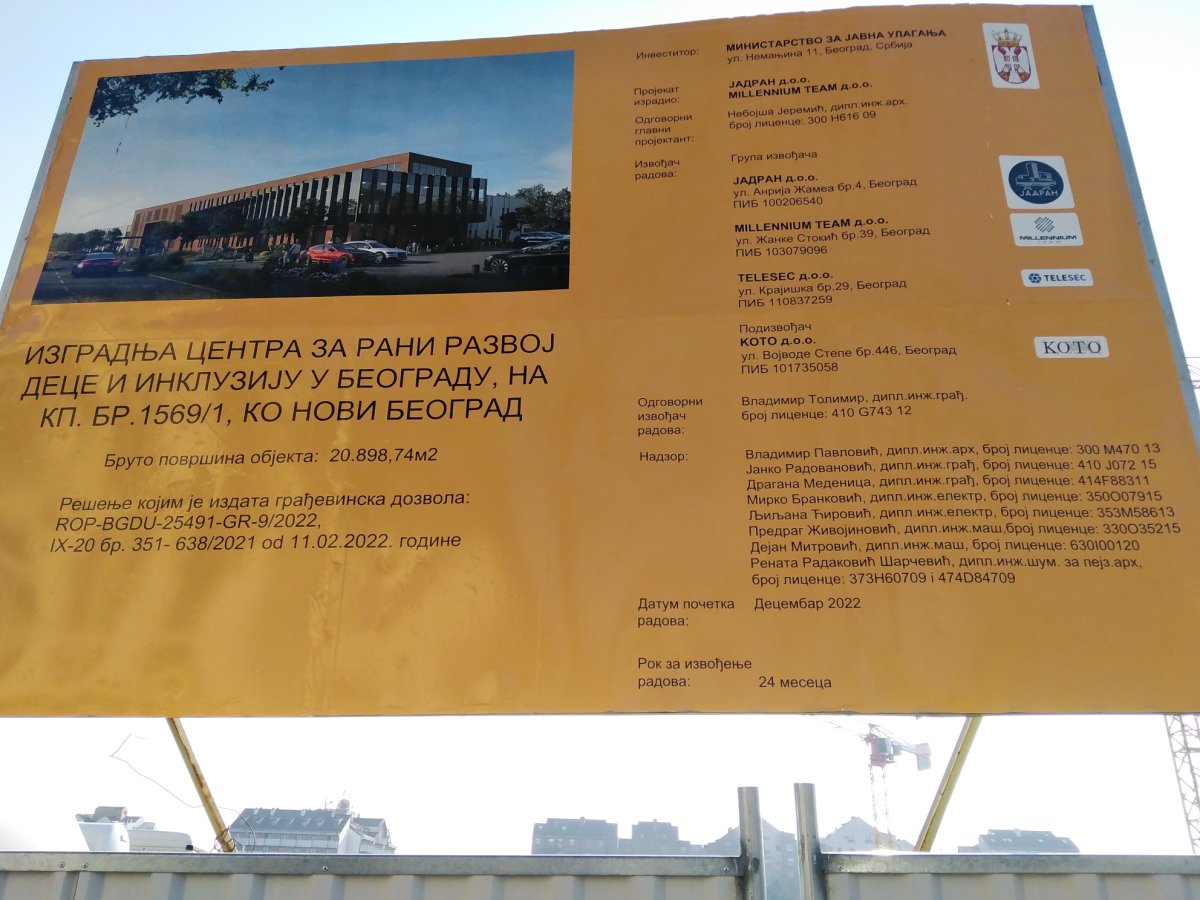 ИЗГРАДЊА ЦЕНТРА ЗА РАНИ РАЗВОЈ
ДЕЦЕ И ИНКЛУЗИЈУ У БЕОГРАДУ, НА
КП. БР.1569/1, КО НОВИ БЕОГРАД
Бруто површина објекта: 20.898,74м2
Решење којим је издата грађевинска дозвола:
ROP-BGDU-25491-GR-9/2022,
IX-20 бр. 351- 638/2021 od 11.02.2022. године
Инвеститор:
МИНИСТАРСТВО ЗА ЈАВНА УЛАГАЊА
ул. Немањина 11, Београд, Србија
Пројекат
израдио:
ЈАДРАН д.о.о.
MILLENNIUM TEAM д.о.о.
Одговорни
главни
пројектант:
Небојша Јеремић, дипл.инж.арх,
број лиценце: 300 Н616 09
Извођач
радова:
Група извођача
ЈАДРАН д.о.о.
ул. Анрија Жамеа бр.4, Београд
ПИБ 100206540
MILLENNIUM TEAM д.о.о.
ул. Жанке Стокић бр.39, Београд
ПИБ 103079096
TELESEC д.о.о.
ул. Крајишка бр.29, Београд
ПИБ 110837259
Подизвођач
КОТО д.о.о.
ул. Војводе Степе бр.446, Београд
ПИБ 101735058
ЈАДРАН
MILLENNIUM
TEAM
TELESEC
КОТО
Одговорни
извођач
радова:
Владимир Толимир, дипл.инж.грађ.
број лиценце: 410 G743 12
Надзор:
Владимир Павловић, дипл.инж.арх, број лиценце: 300 М470 13
Јанко Радовановић, дипл.инж.грађ, број лиценце: 410 Ј072 15
Драгана Меденица, дипл.инж.грађ, број лиценце: 414F88311
Мирко Бранковић, дипл.инж.електр, број лиценце: 350О07915
Љиљана Ћировић, дипл.инж.електр, број лиценце: 353М58613
Предраг Живојиновић, дипл.инж.маш,број лиценце: 330О35215
Дејан Митровић, дипл.инж.маш, број лиценце: 630I00120
Рената Радаковић Шарчевић, дипл.инж.шум. за пејз.арх,
број лиценце: 373Н60709 i 474D84709
Датум почетка
радова:
Децембар 2022
Рок за извођење
радова:
24 месеца